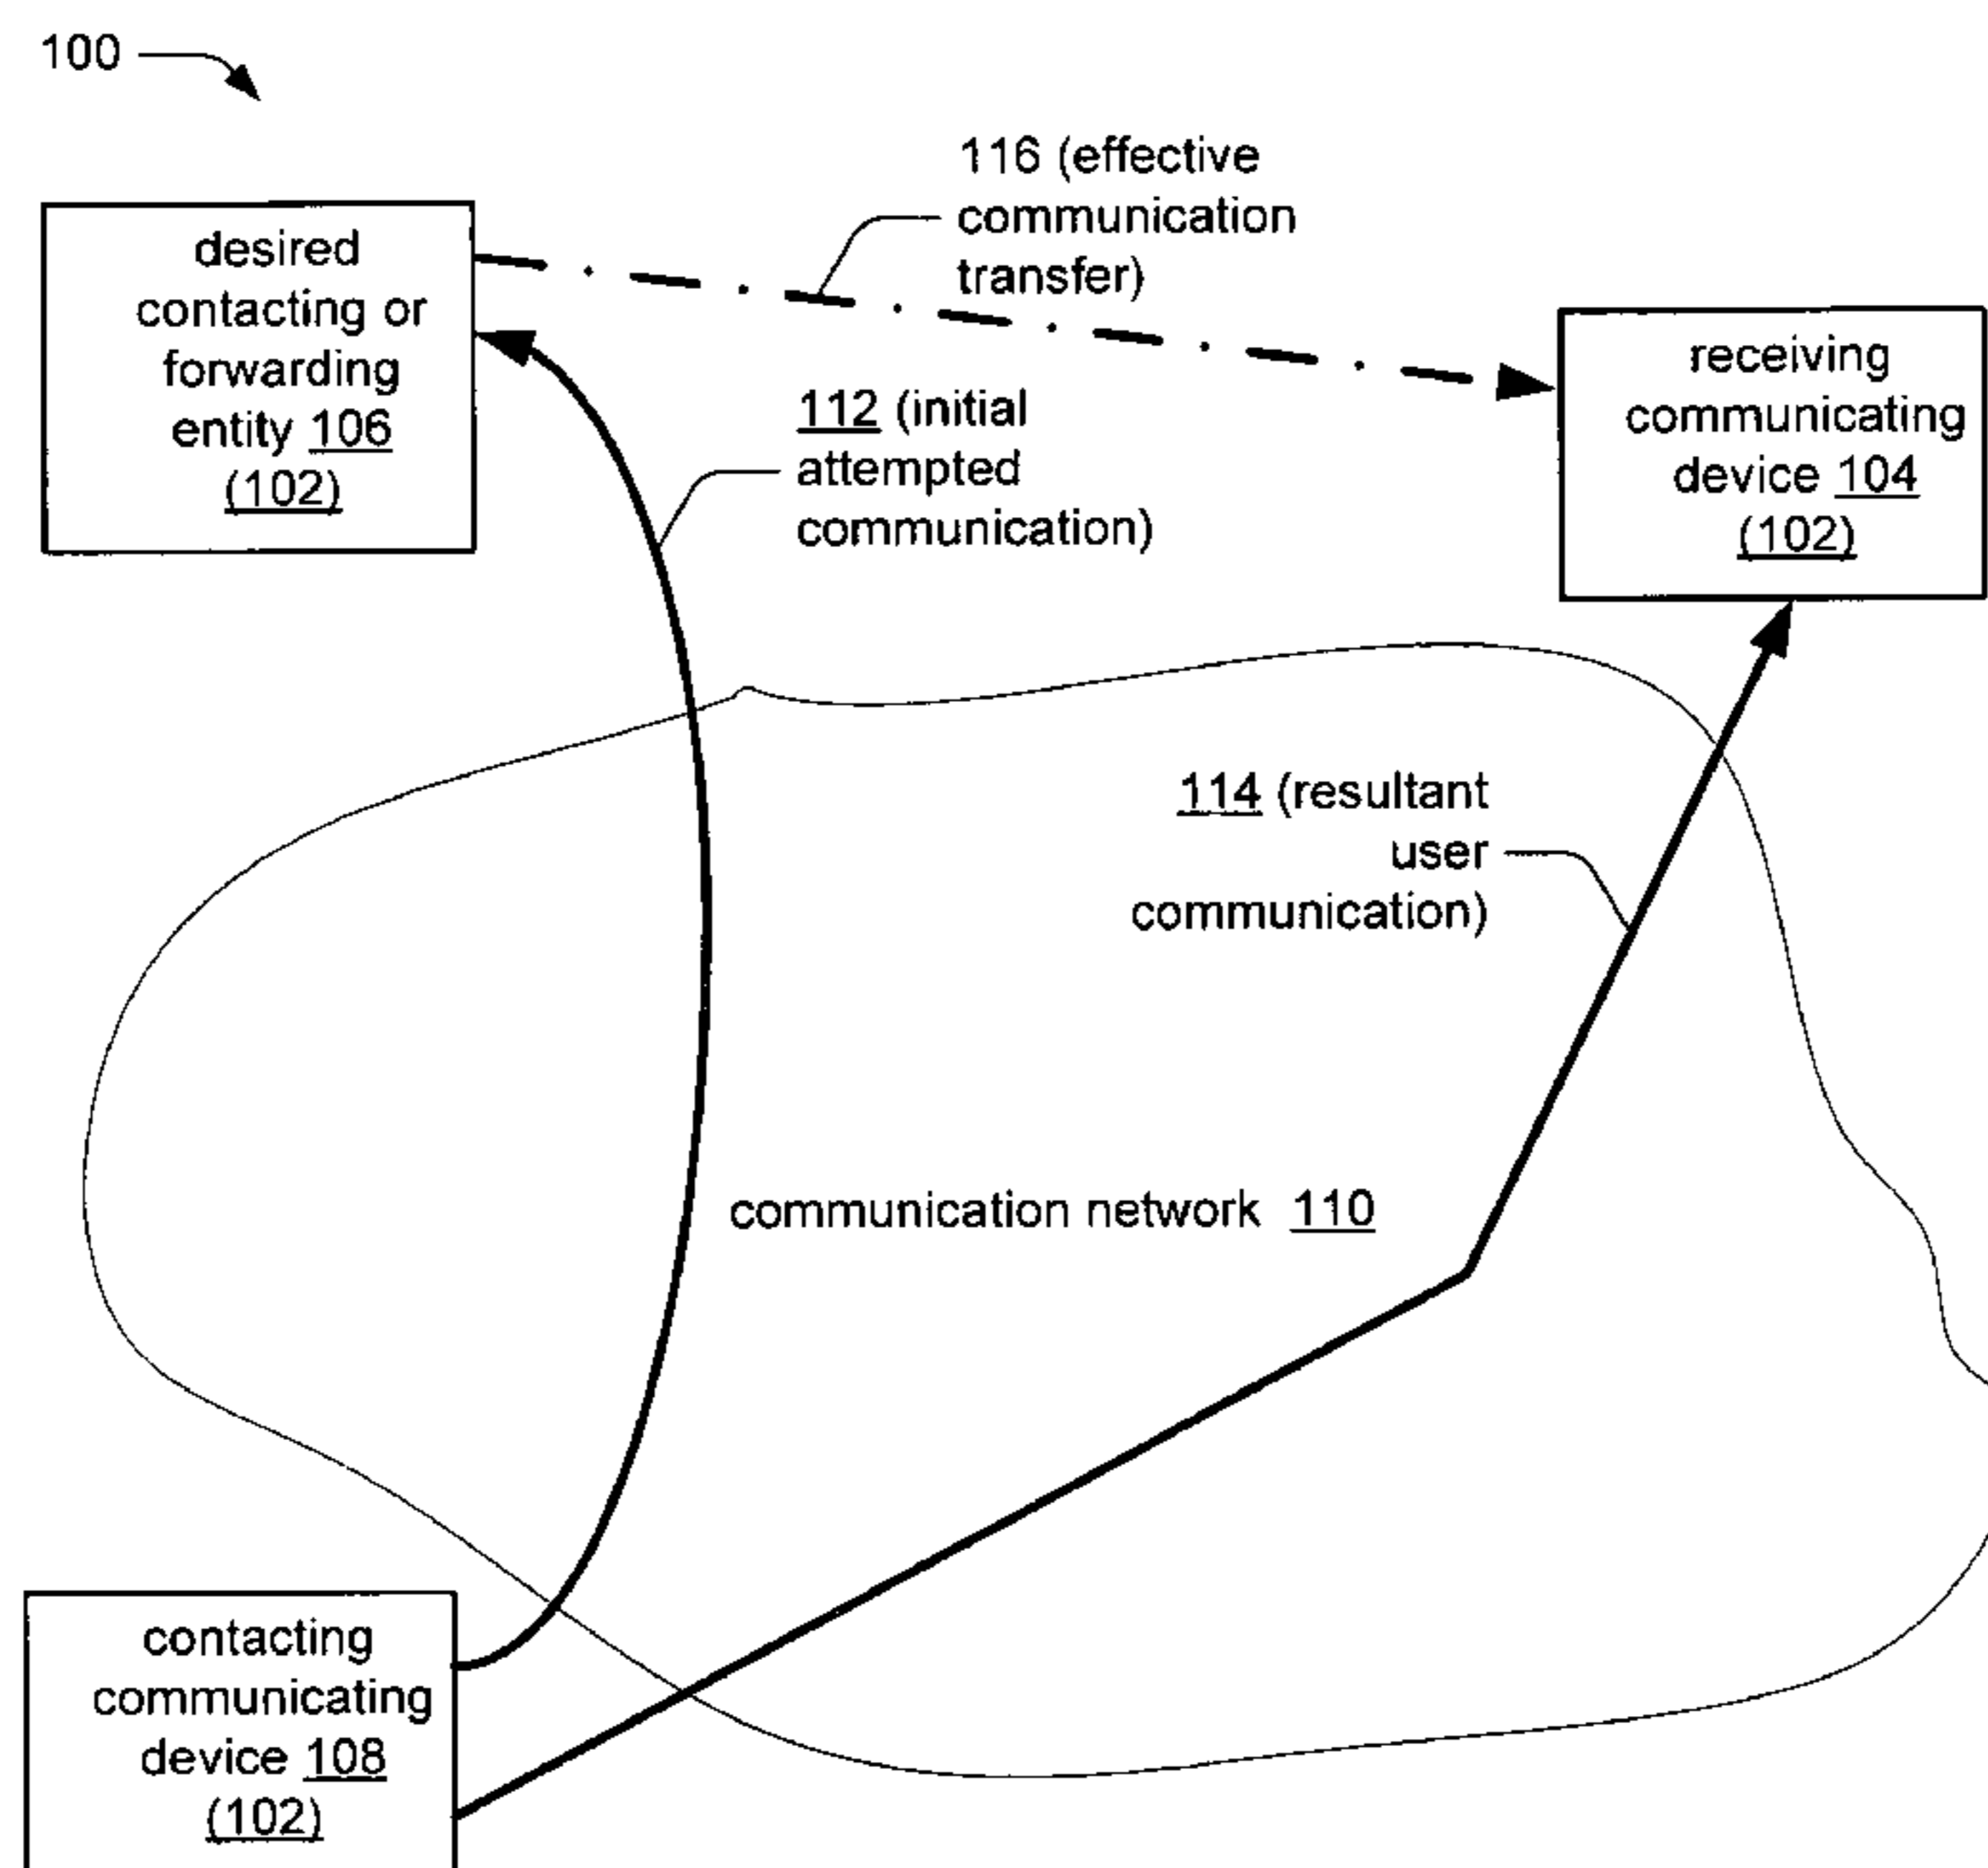 100
116 (effective
communication
transfer)
desired
contacting or
forwarding
entity 106
(102)
receiving
communicating
device 104
(102)
112 (initial
attempted
communication)
114 (resultant
user
communication)
communication network 110
contacting
communicating
device 108
(102)